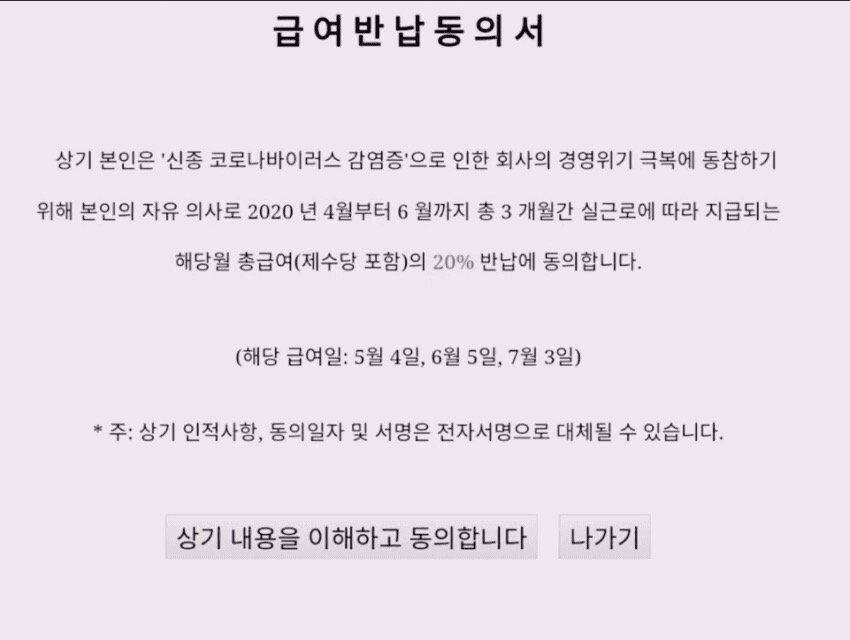 급여반납동의서
상기 본인은 '신종 코로나바이러스 감염증'으로 인한 회사의 경영위기 극복에 동참하기
위해 본인의 자유 의사로 2020 년 4월부터 6 월까지 총 3 개월간 실근로에 따라 지급되는
해당월 총급여(제수당 포함)의 20% 반납에 동의합니다.
(해당 급여일: 5월 4일, 6월 5일, 7월 3일)
* 주: 상기 인적사항, 동의일자 및 서명은 전자서명으로 대체될 수 있습니다.
상기 내용을 이해하고 동의합니다 나가기